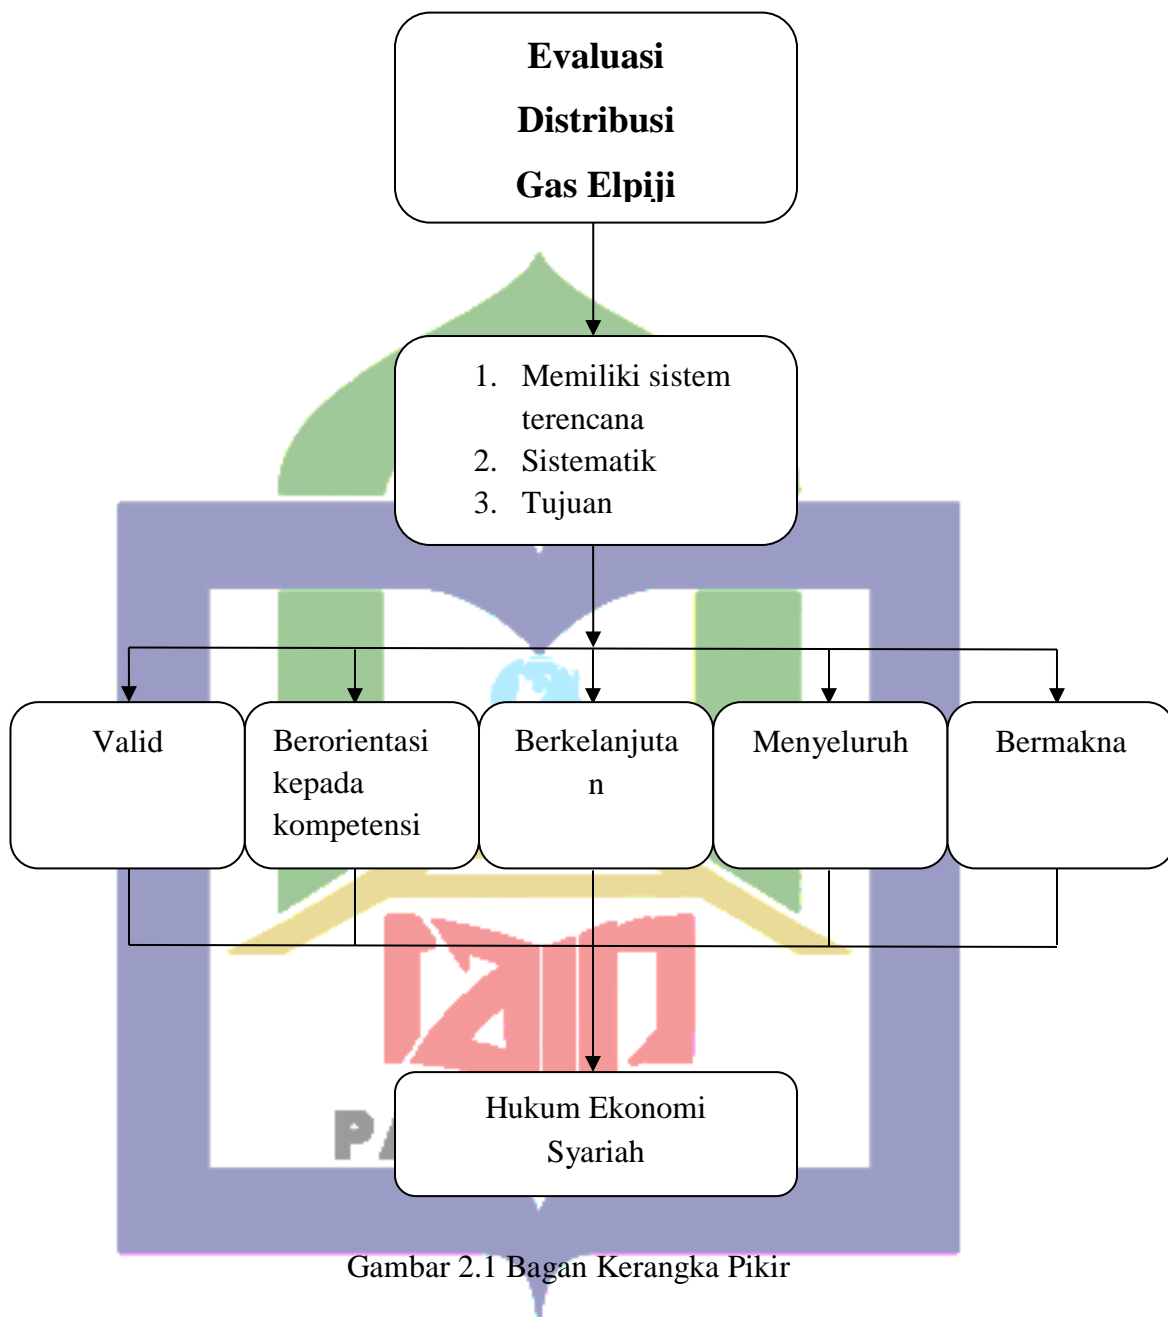 Evaluasi
Distribusi
Gas Elpiji
1. Memiliki sistem
terencana
2. Sistematik
3. Tujuan
Valid
Berorientasi
kepada
kompetensi
Berkelanjuta
n
Menyeluruh
Bermakna
Hukum Ekonomi
Syariah
Gambar 2.1 Bagan Kerangka Pikir